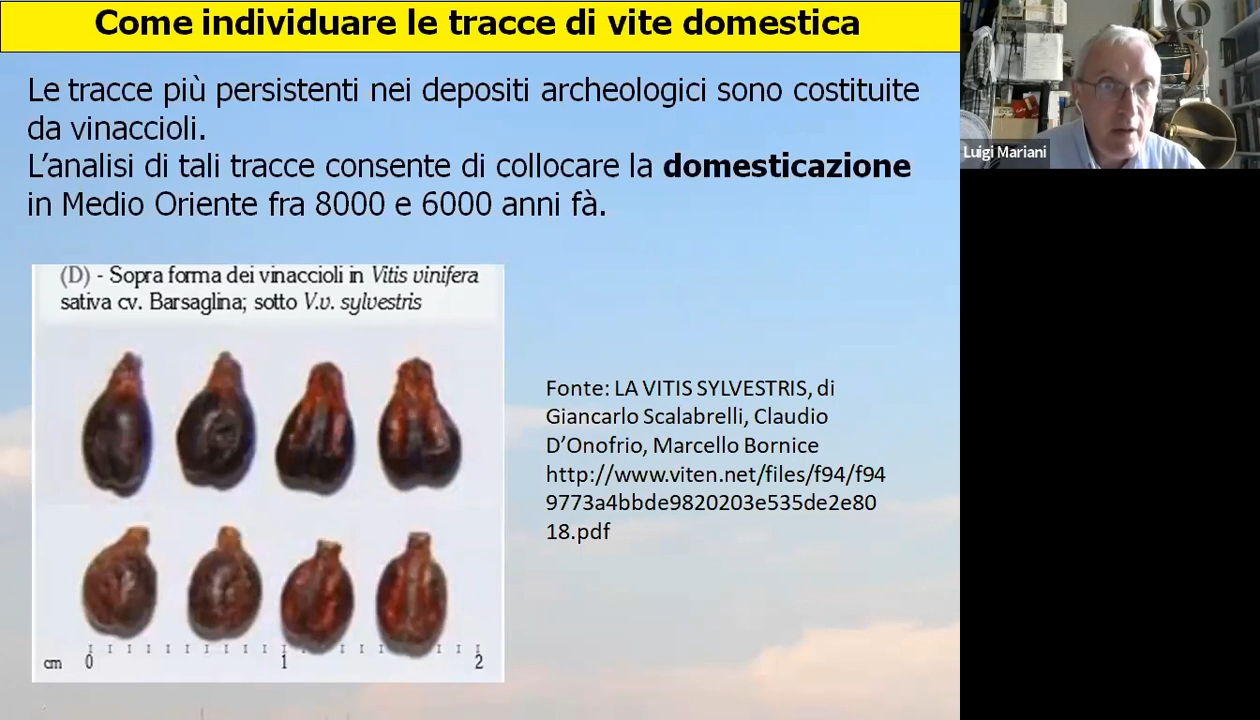 Come individuare le tracce di vite domestica
Le tracce più persistenti nei depositi archeologici sono costituite
da vinaccioli.
L’analisi di tali tracce consente di collocare la domesticazione
in Medio Oriente fra 8000 e 6000 anni fà.
(D) - Sopra forma dei vinaccioli in Vitis vinifera
sativa cv. Barsaglina; sotto V.v. sylvestris
cm 0 1 2
Fonte: LA VITIS SYLVESTRIS, di
Giancarlo Scalabrelli, Claudio
D’Onofrio, Marcello Bornice
http://www.viten.net/files/f94/f94
9773a4bbde9820203e535de2e80
18.pdf
Luigi Mariani